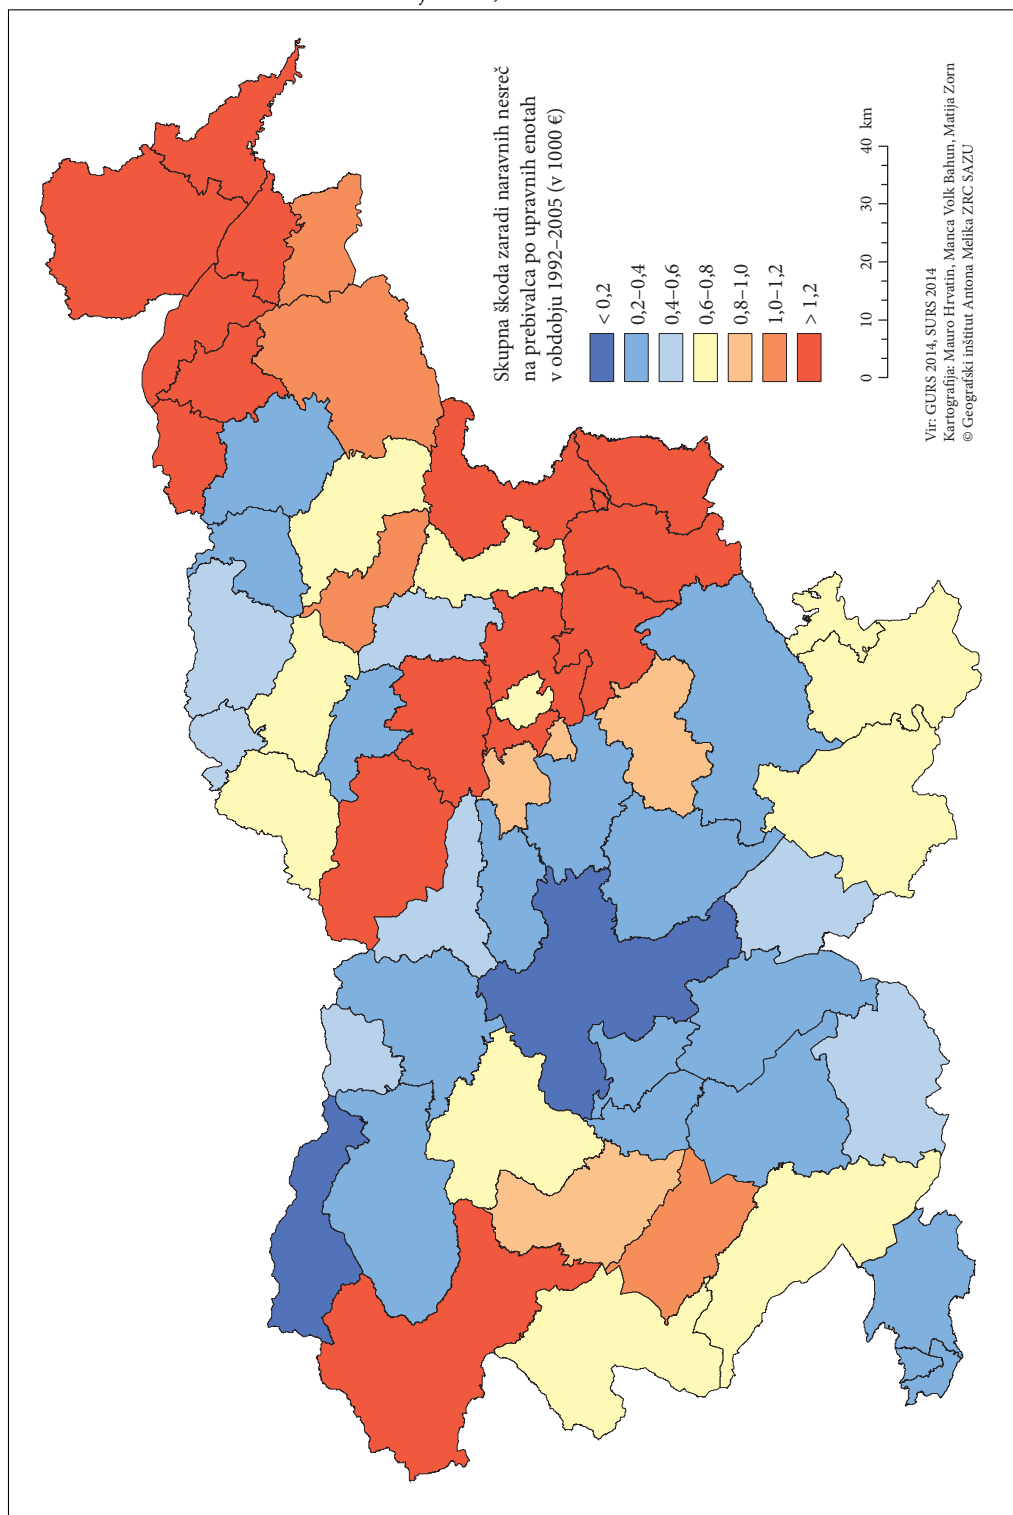 Skupna škoda zaradi naravnih nesreč
na prebivalca po upravnih enotah
v obdobju 1992–2005 (v 1000 €)
< 0,2
0,2–0,4
0,4–0,6
0,6–0,8
0,8–1,0
1,0–1,2
> 1,2
0 10 20 30 40 km
Vir: GURS 2014, SURS 2014
Kartografija: Mauro Hrvatin, Manca Volk Bahun, Matija Zorn
© Geografski inštitut Antona Melika ZRC SAZU